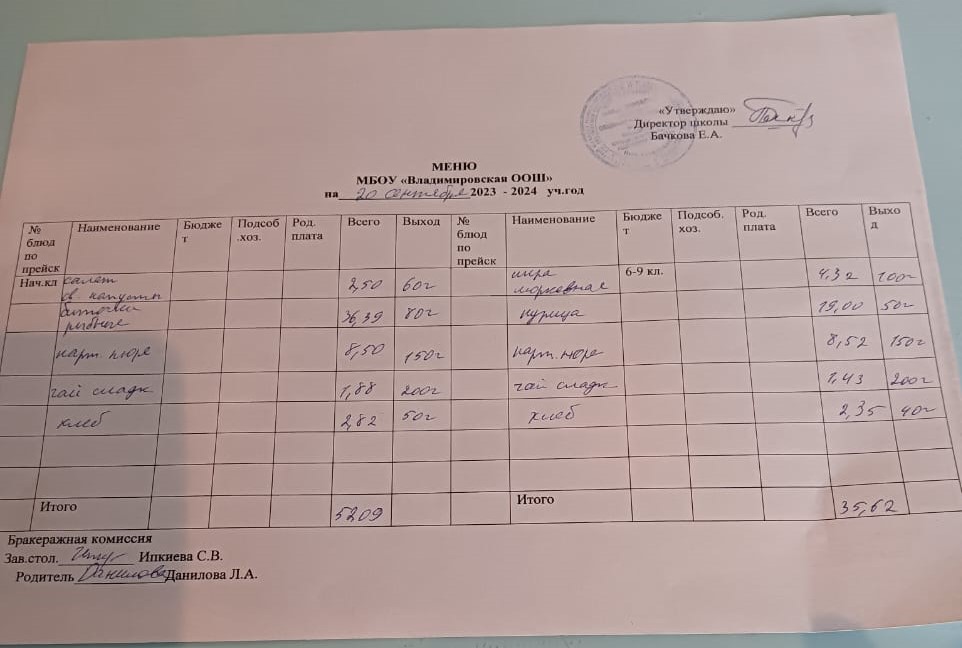 «Утверждаю»
Директор школы
Бачкова Е.А.
МЕНЮ
МБОУ «Владимировская ООШ»
на 20 сентября 2023 - 2024 уч.год
№ блюд по прейск Наименование Бюджет Подсоб.хоз. Род. плата Всего Выход № блюд по прейск Наименование Бюджет Подсоб. хоз. Род. плата Всего Выход
Нач.кл салат св. капусты 2,50 60г икра морковная 6-9 кл. 4,32 100г
биточки рыбные 36,39 80г курица 19,00 50г
карт. пюре 8,50 150г карт. пюре 8,52 150г
чай сладк 1,88 200г чай сладк 1,43 200г
хлеб 2,82 50г хлеб 2,35 40г
Итого 52,09 Итого 35,62
Бракеражная комиссия
Зав.стол. Ипкиева С.В.
Родитель Данилова Данилова Л.А.